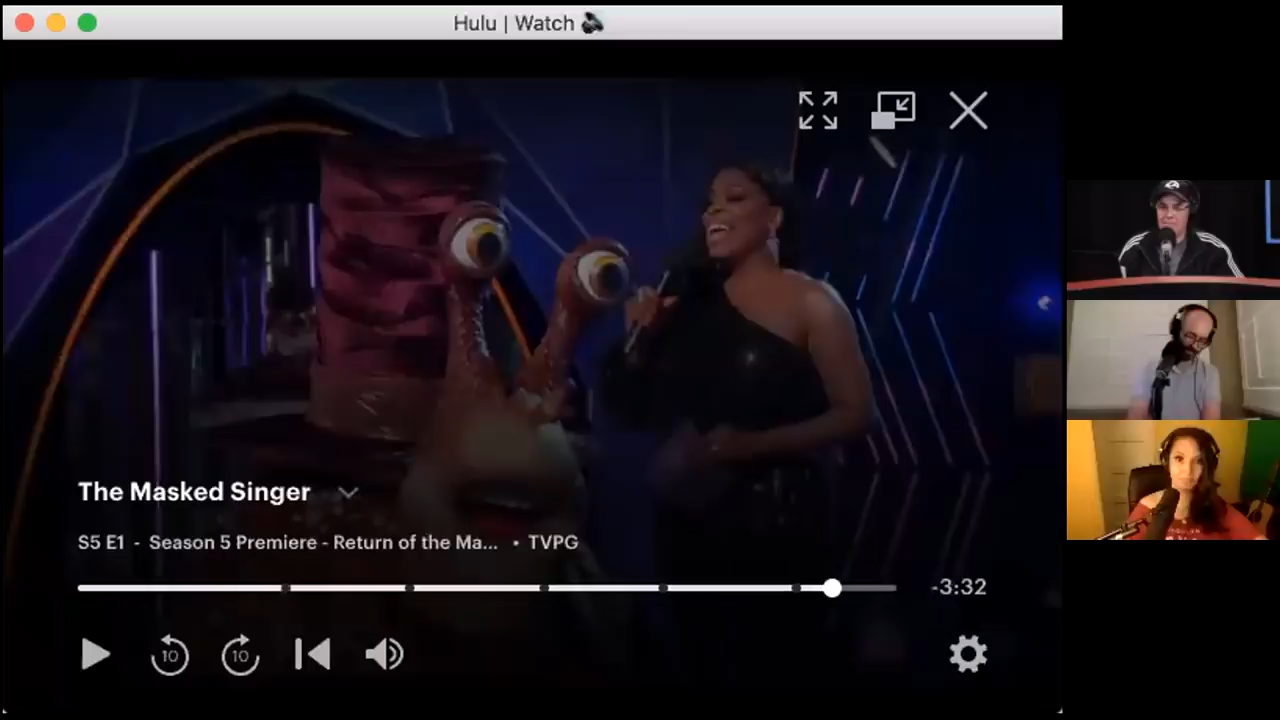 Hulu | Watch
The Masked Singer
S5 E1 - Season 5 Premiere - Return of the Ma... • TVPG
-3:32
10
10